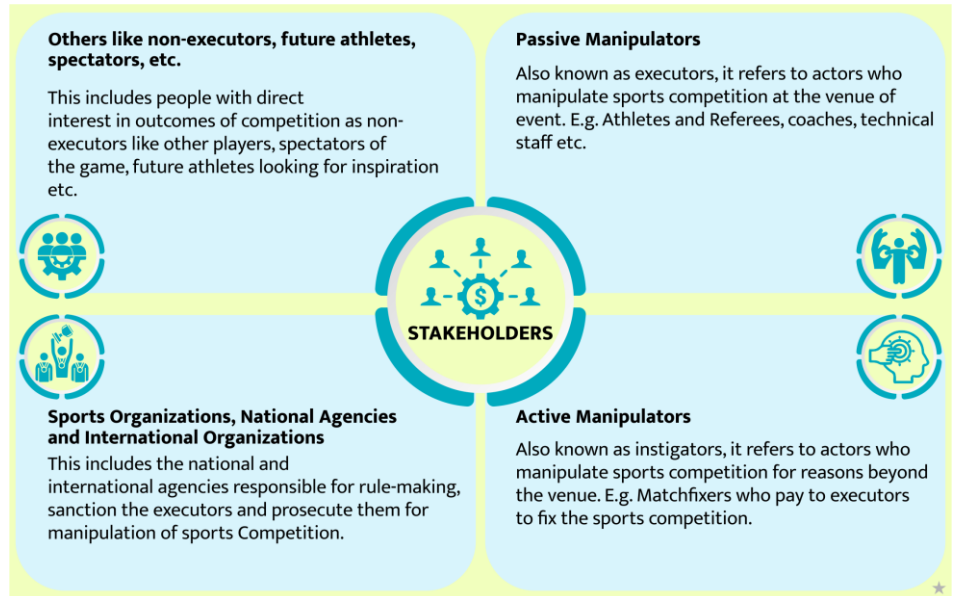 Others like non-executors, future athletes,
spectators, etc.
This includes people with direct
interest in outcomes of competition as non-
executors like other players, spectators of
the game, future athletes looking for inspiration
etc.
Passive Manipulators
Also known as executors, it refers to actors who
manipulate sports competition at the venue of
event. E.g. Athletes and Referees, coaches, technical
staff etc.
$
STAKEHOLDERS
Sports Organizations, National Agencies
and International Organizations
This includes the national and
international agencies responsible for rule-making,
sanction the executors and prosecute them for
manipulation of sports Competition.
Active Manipulators
Also known as instigators, it refers to actors who
manipulate sports competition for reasons beyond
the venue. E.g. Matchfixers who pay to executors
to fix the sports competition.